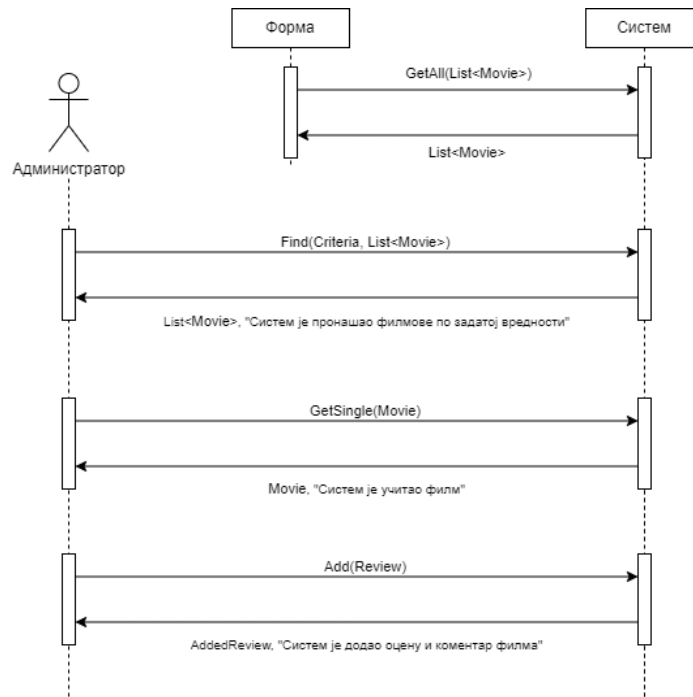 Форма
Систем
GetAll(List<Movie>)
List<Movie>
Администратор
Find(Criteria, List<Movie>)
List<Movie>, "Систем је пронашао филмове по задатој вредности"
GetSingle(Movie)
Movie, "Систем је учитао филм"
Add(Review)
AddedReview, "Систем је додао оцену и коментар филма"